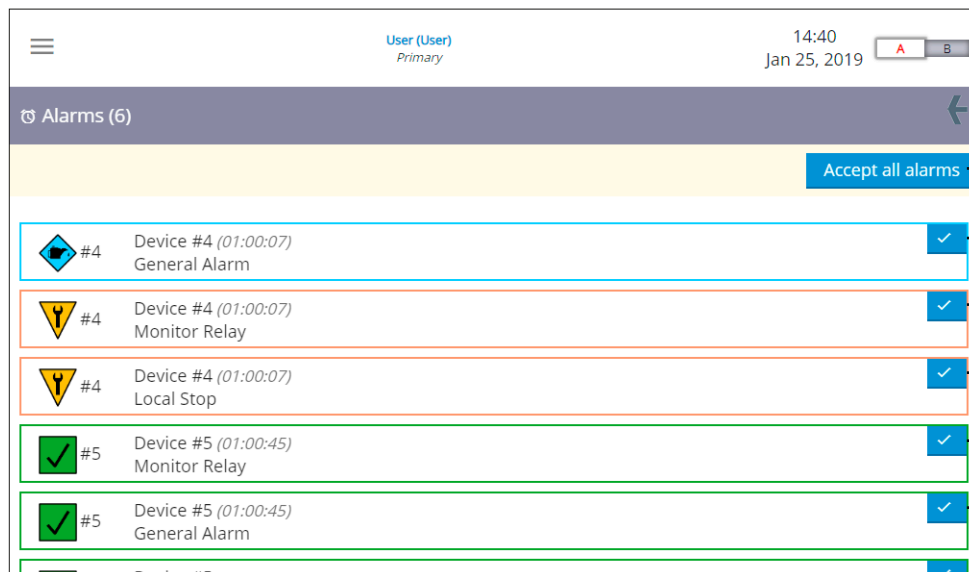 User (User)
Primary
14:40
Jan 25, 2019
A
B
Alarms (6)
Accept all alarms
#4
Device #4 (01:00:07)
General Alarm
#4
Device #4 (01:00:07)
Monitor Relay
#4
Device #4 (01:00:07)
Local Stop
#5
Device #5 (01:00:45)
Monitor Relay
#5
Device #5 (01:00:45)
General Alarm